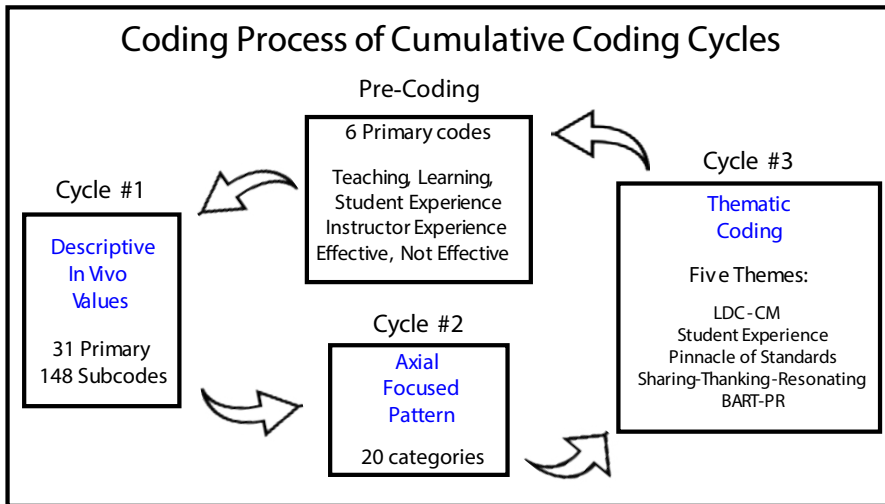 Coding Process of Cumulative Coding Cycles
Pre-Coding
6 Primary codes
Teaching, Learning,
Student Experience
Instructor Experience
Effective, Not Effective
Cycle #1
Descriptive
In Vivo
Values
31 Primary
148 Subcodes
Cycle #2
Axial
Focused
Pattern
20 categories
Cycle #3
Thematic
Coding
Five Themes:
LDC-CM
Student Experience
Pinnacle of Standards
Sharing-Thanking-Resonating
BART-PR